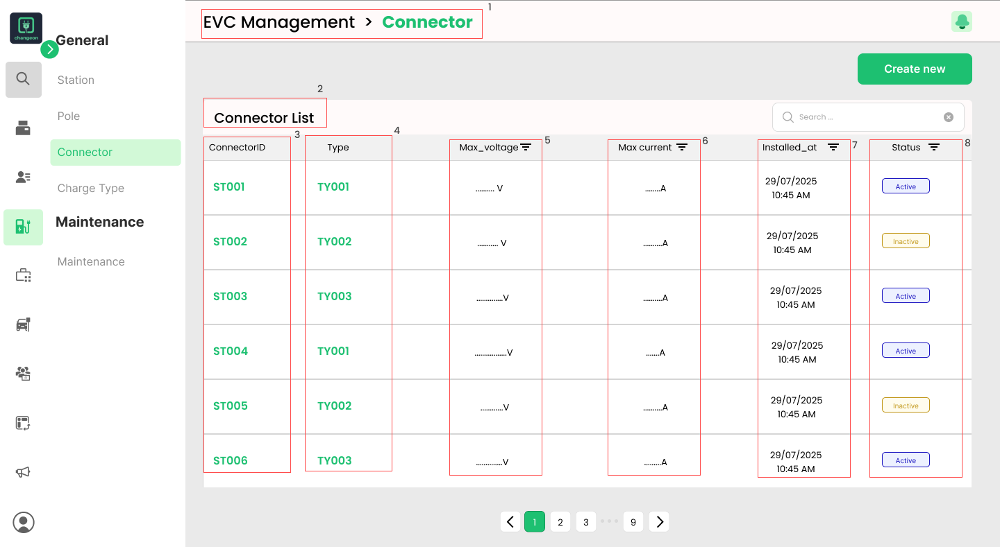 changeon
General
Station
Pole
Connector
Charge Type
Maintenance
Maintenance
EVC Management > Connector
1
Create new
2
Connector List
Search ...
3
4
5
6
7
8
ConnectorID Type Max_voltage Max current Installed_at Status
ST001 TY001 .......... V ........A 29/07/2025 Active
10:45 AM
ST002 TY002 ........... V ..........A 29/07/2025 Inactive
10:45 AM
ST003 TY003 ..............V ..........A 29/07/2025 Active
10:45 AM
ST004 TY001 .................V .......A 29/07/2025 Active
10:45 AM
ST005 TY002 ...............V ..........A 29/07/2025 Inactive
10:45 AM
ST006 TY003 ..............V .........A 29/07/2025 Active
10:45 AM
1 2 3 ... 9